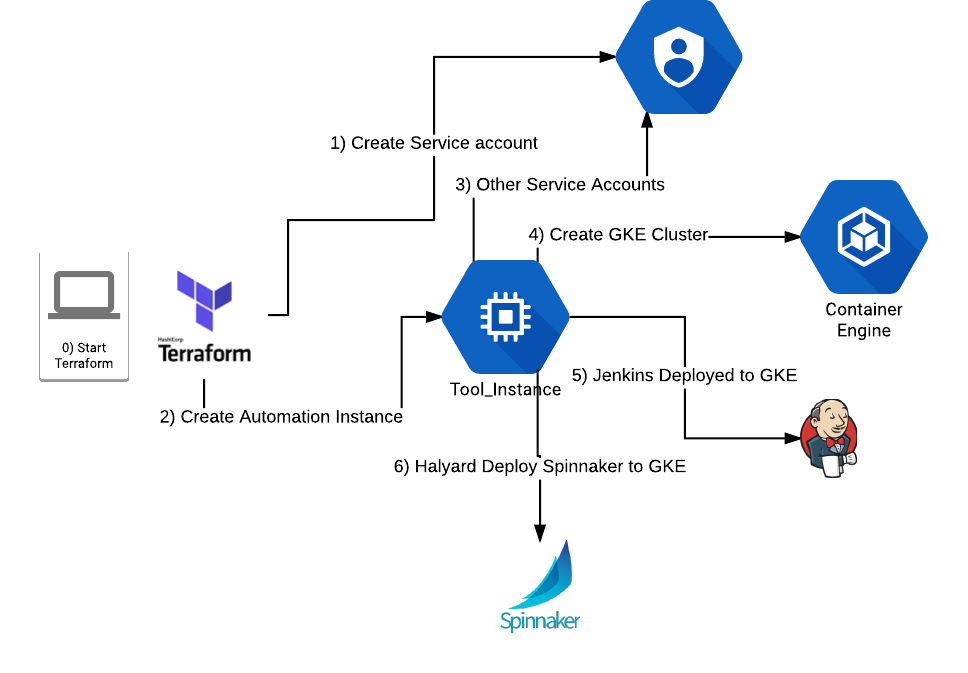 1) Create Service account
3) Other Service Accounts
4) Create GKE Cluster
Container
Engine
0) Start
Terraform
HashiCorp
Terraform
Tool_Instance
5) Jenkins Deployed to GKE
2) Create Automation Instance
6) Halyard Deploy Spinnaker to GKE
Spinnaker